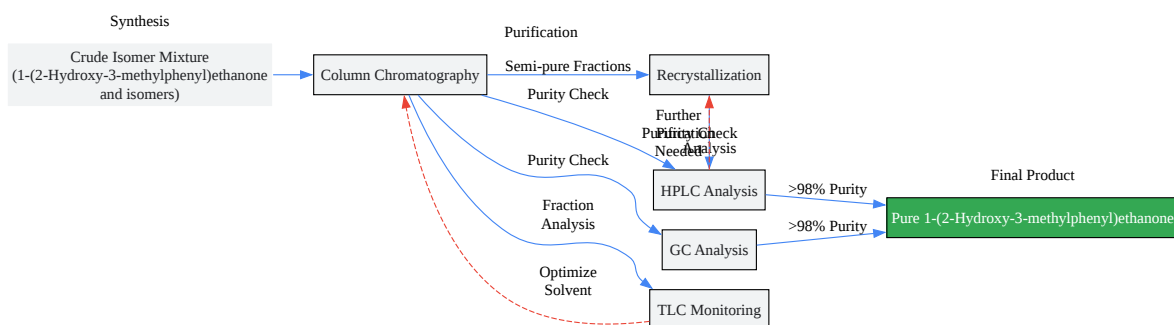 Synthesis
Crude Isomer Mixture
(1-(2-Hydroxy-3-methylphenyl)ethanone
and isomers)
Purification
Column Chromatography
Semi-pure Fractions
Recrystallization
Purity Check
Further
Purification
Needed
Purity Check
Analysis
Purity Check
HPLC Analysis
>98% Purity
Fraction
Analysis
GC Analysis
>98% Purity
Optimize
Solvent
TLC Monitoring
Final Product
Pure 1-(2-Hydroxy-3-methylphenyl)ethanone